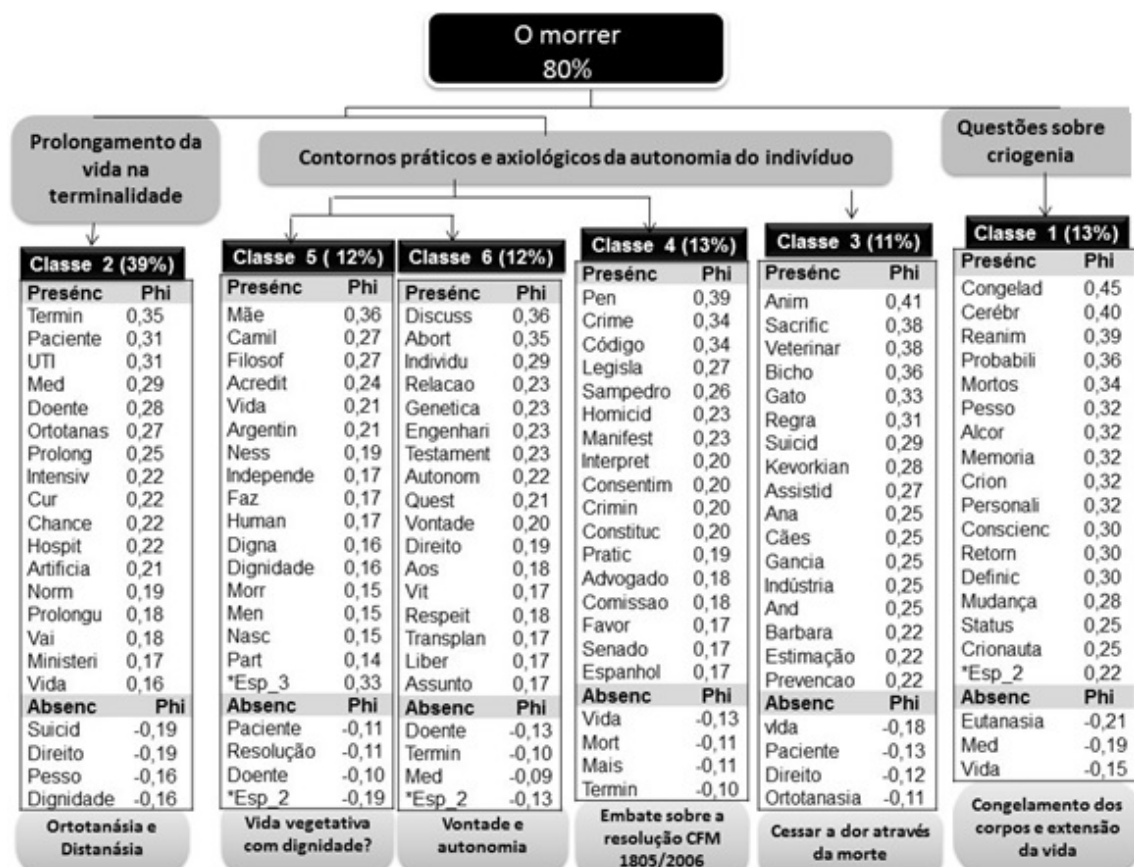 O morrer
80%
Prolongamento da
vida na
terminalidade
Contornos práticos e axiológicos da autonomia do indivíduo
Questões sobre
criogenia
Classe 2 (39%)
Presénc Phi
Termin 0,35
Paciente 0,31
UTI 0,31
Med 0,29
Doente 0,28
Ortotanas 0,27
Prolong 0,25
Intensiv 0,22
Cur 0,22
Chance 0,22
Hospit 0,22
Artificia 0,21
Norm 0,19
Prolongu 0,18
Vai 0,18
Ministeri 0,17
Vida 0,16
Absenc Phi
Suicid -0,19
Direito -0,19
Pesso -0,16
Dignidade -0,16
Ortotanásia e
Distanásia
Classe 5 ( 12%)
Presénc Phi
Mãe 0,36
Camil 0,27
Filosof 0,27
Acredit 0,24
Vida 0,21
Argentin 0,21
Ness 0,19
Independe 0,17
Faz 0,17
Human 0,17
Digna 0,16
Dignidade 0,16
Morr 0,15
Men 0,15
Nasc 0,15
Part 0,14
*Esp_3 0,33
Absenc Phi
Paciente -0,11
Resolução -0,11
Doente -0,10
*Esp_2 -0,19
Vida vegetativa
com dignidade?
Classe 6 (12%)
Presénc Phi
Discuss 0,36
Abort 0,35
Individu 0,29
Relacao 0,23
Genetica 0,23
Engenhari 0,23
Testament 0,23
Autonom 0,22
Quest 0,21
Vontade 0,20
Direito 0,19
Aos 0,18
Vit 0,17
Respeit 0,18
Transplan 0,17
Liber 0,17
Assunto 0,17
Absenc Phi
Doente -0,13
Termin -0,10
Med -0,09
*Esp_2 -0,13
Vontade e
autonomia
Classe 4 (13%)
Presénc Phi
Pen 0,39
Crime 0,34
Código 0,34
Legisla 0,27
Sampedro 0,26
Homicid 0,23
Manifest 0,23
Interpret 0,20
Consentim 0,20
Crimin 0,20
Constituc 0,20
Pratic 0,19
Advogado 0,18
Comissao 0,18
Favor 0,17
Senado 0,17
Espanhol 0,17
Absenc Phi
Vida -0,13
Mort -0,11
Mais -0,11
Termin -0,10
Embate sobre a
resolução CFM
1805/2006
Classe 3 (11%)
Presénc Phi
Anim 0,41
Sacrific 0,38
Veterinar 0,38
Bicho 0,36
Gato 0,33
Regra 0,31
Suicid 0,29
Kevorkian 0,28
Assistid 0,27
Ana 0,25
Cães 0,25
Gancia 0,25
Indústria 0,25
And 0,25
Barbara 0,22
Estimação 0,22
Prevencao 0,22
Absenc Phi
vIda -0,18
Paciente -0,13
Direito -0,12
Ortotanasia -0,11
Cessar a dor através
da morte
Classe 1 (13%)
Presénc Phi
Congelad 0,45
Cerébr 0,40
Reanim 0,39
Probabili 0,36
Mortos 0,34
Pesso 0,32
Alcor 0,32
Memoria 0,32
Crion 0,32
Personali 0,32
Conscienc 0,30
Retorn 0,30
Definic 0,30
Mudança 0,28
Status 0,25
Crionauta 0,25
*Esp_2 0,22
Absenc Phi
Eutanasia -0,21
Med -0,19
Vida -0,15
Congelamento dos
corpos e extensão
da vida